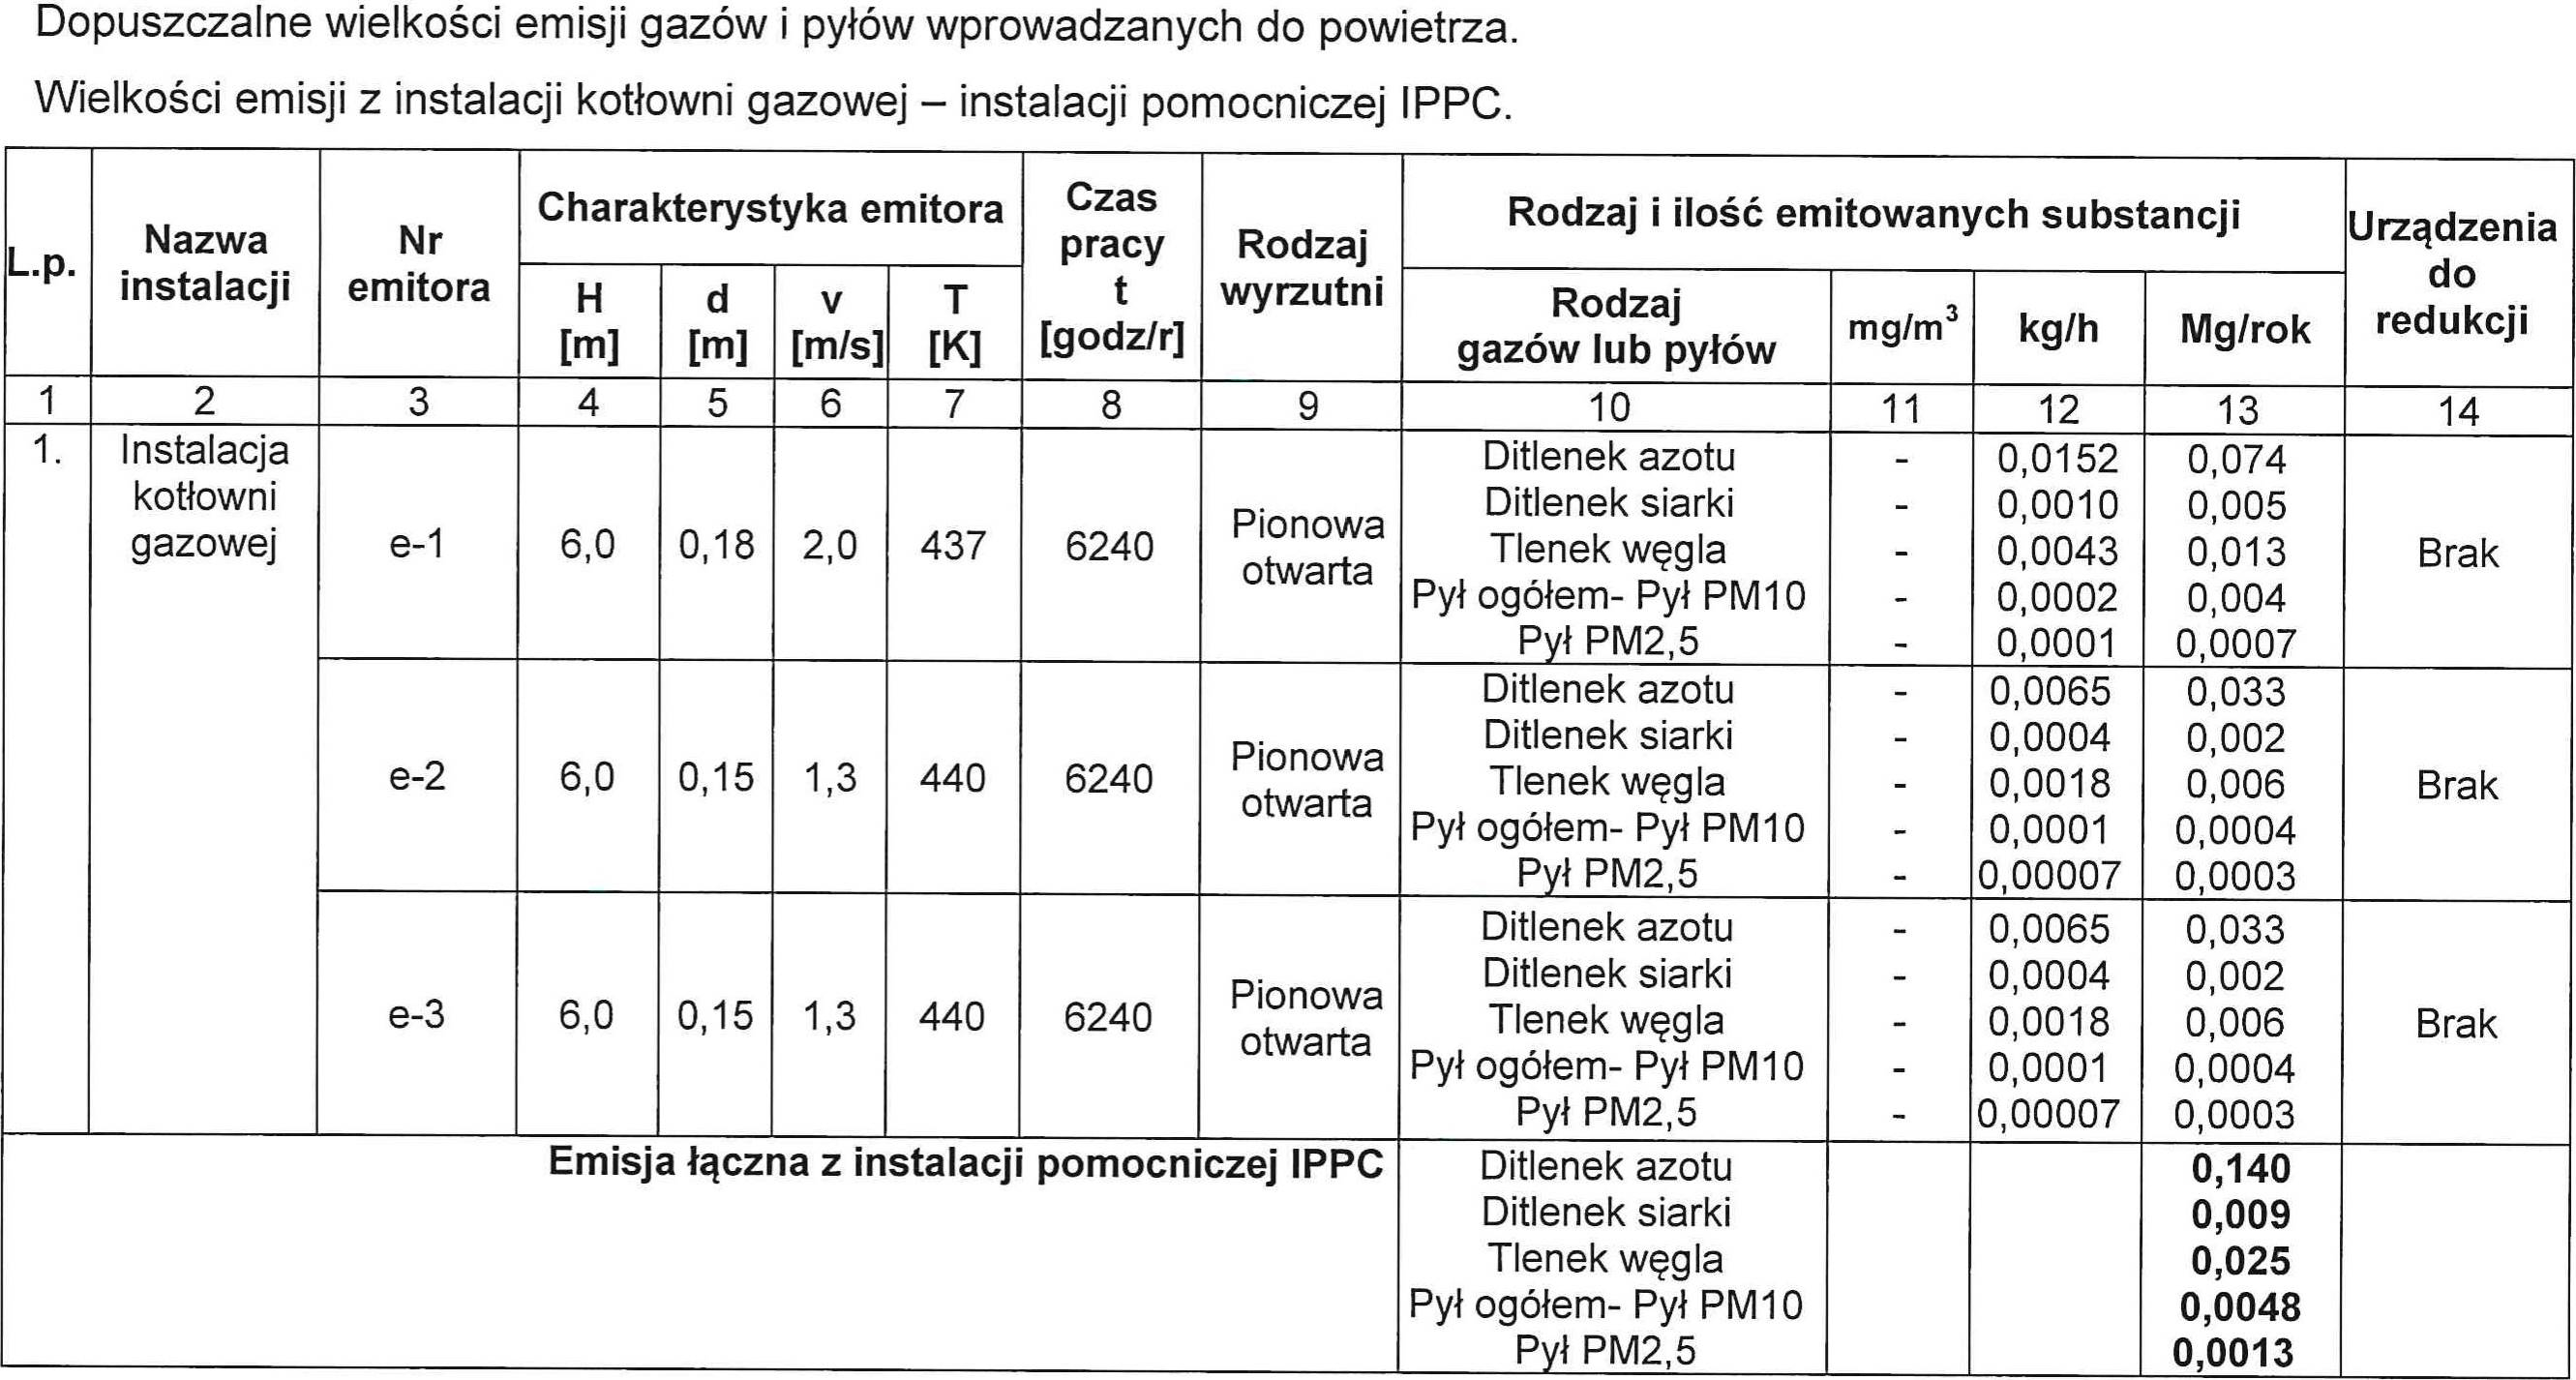 Dopuszczalne wielkości emisji gazów i pyłów wprowadzanych do powietrza.
Wielkości emisji z instalacji kotłowni gazowej – instalacji pomocniczej IPPC.
L.p. Nazwa instalacji Nr emitora Charakterystyka emitora Czas pracy t [godz/r] Rodzaj wyrzutni Rodzaj i ilość emitowanych substancji Urządzenia do redukcji
H [m] d [m] v [m/s] T [K] Rodzaj gazów lub pyłów mg/m³ kg/h Mg/rok
1 2 3 4 5 6 7 8 9 10 11 12 13 14
1. Instalacja kotłowni gazowej
e-1 6,0 0,18 2,0 437 6240 Pionowa otwarta
Ditlenek azotu - 0,0152 0,074
Ditlenek siarki - 0,0010 0,005
Tlenek węgla - 0,0043 0,013
Pył ogółem- Pył PM10 - 0,0002 0,004
Pył PM2,5 - 0,0001 0,0007
Brak
e-2 6,0 0,15 1,3 440 6240 Pionowa otwarta
Ditlenek azotu - 0,0065 0,033
Ditlenek siarki - 0,0004 0,002
Tlenek węgla - 0,0018 0,006
Pył ogółem- Pył PM10 - 0,0001 0,0004
Pył PM2,5 - 0,00007 0,0003
Brak
e-3 6,0 0,15 1,3 440 6240 Pionowa otwarta
Ditlenek azotu - 0,0065 0,033
Ditlenek siarki - 0,0004 0,002
Tlenek węgla - 0,0018 0,006
Pył ogółem- Pył PM10 - 0,0001 0,0004
Pył PM2,5 - 0,00007 0,0003
Brak
Emisja łączna z instalacji pomocniczej IPPC
Ditlenek azotu 0,140
Ditlenek siarki 0,009
Tlenek węgla 0,025
Pył ogółem- Pył PM10 0,0048
Pył PM2,5 0,0013